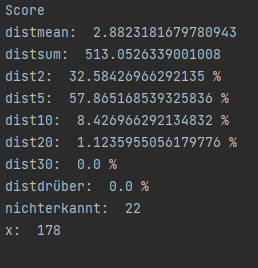 Score
distmean:  2.8823181679780943
distsum:  513.0526339001008
dist2:  32.58426966292135 %
dist5:  57.865168539325836 %
dist10:  8.426966292134832 %
dist20:  1.1235955056179776 %
dist30:  0.0 %
distdrüber:  0.0 %
nichterkannt:  22
x:  178